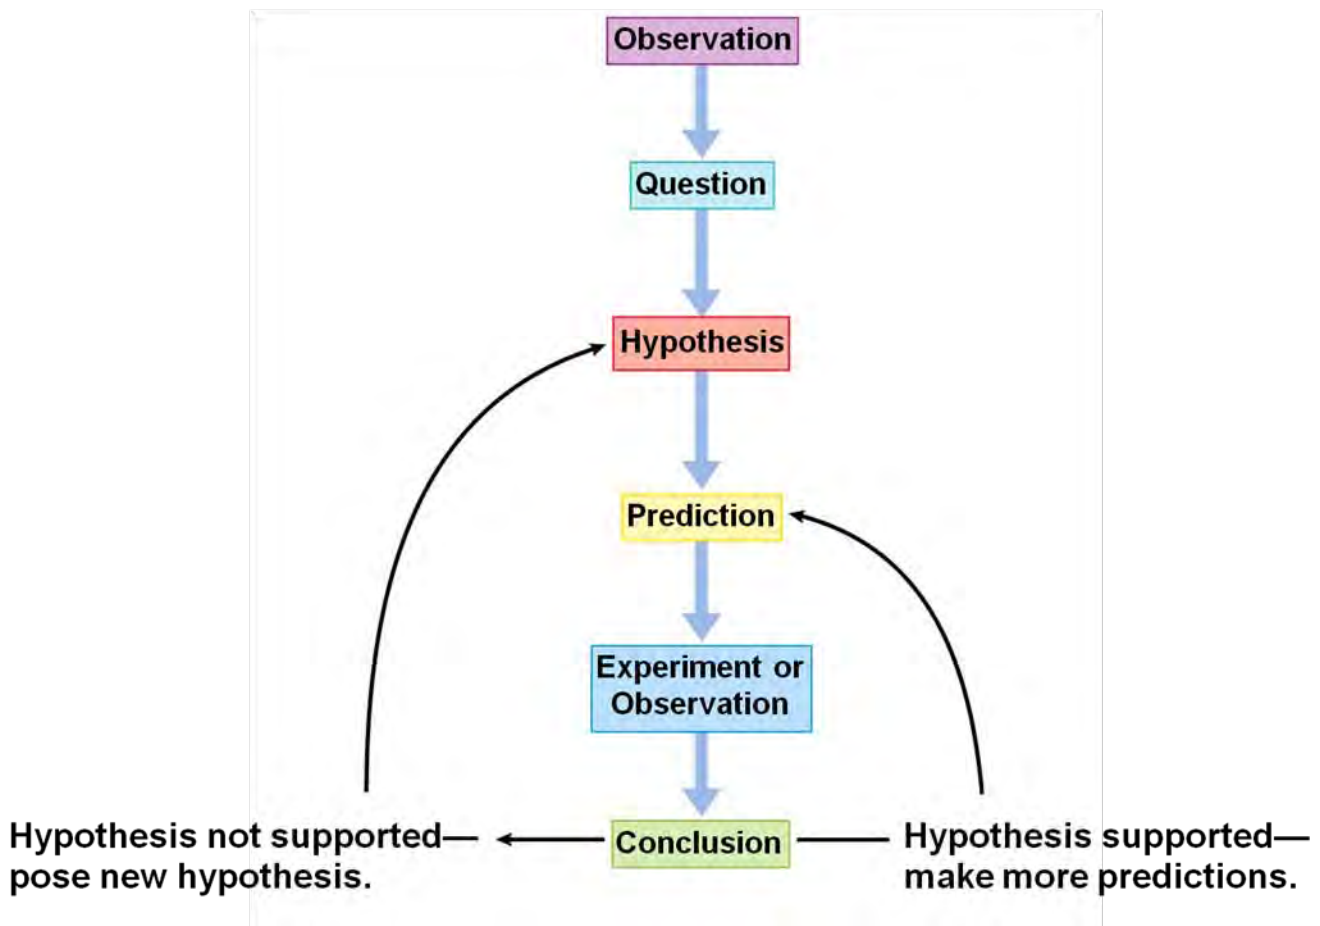 Observation
Question
Hypothesis
Prediction
Experiment or
Observation
Conclusion
Hypothesis not supported—
pose new hypothesis.
Hypothesis supported—
make more predictions.